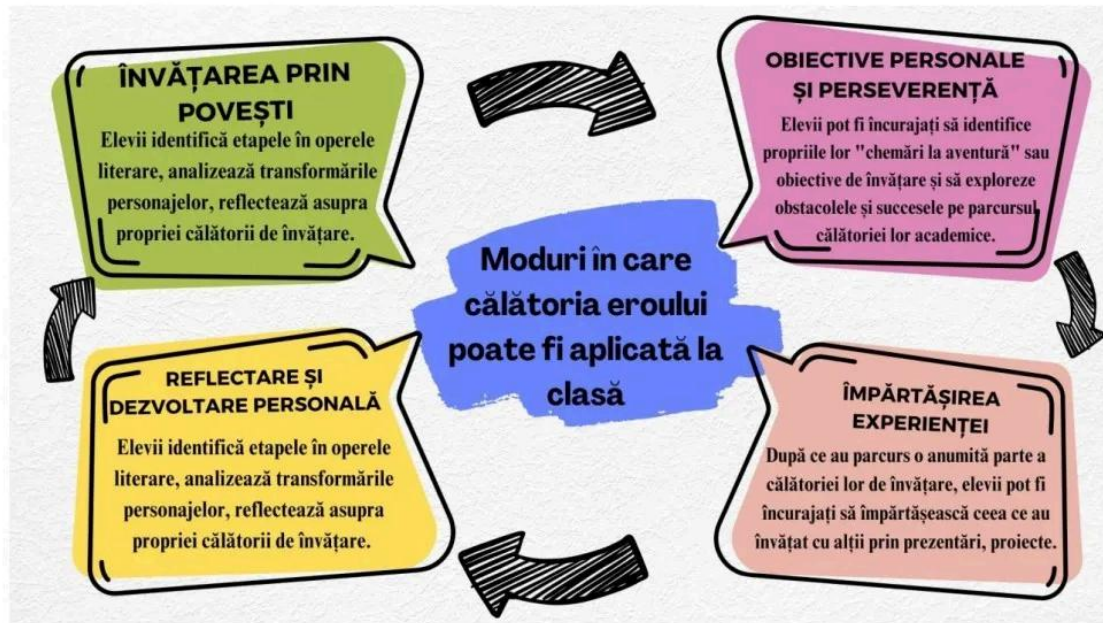 ÎNVĂȚAREA PRIN
POVEȘTI
Elevii identifică etapele în operele
literare, analizează transformările
personajelor, reflectează asupra
propriei călătorii de învățare.
OBIECTIVE PERSONALE
ȘI PERSEVERENȚĂ
Elevii pot fi încurajați să identifice
propriile lor "chemări la aventură" sau
obiective de învățare și să exploreze
obstacolele și succesele pe parcursul
călătoriei lor academice.
Moduri în care
călătoria eroului
poate fi aplicată la
clasă
REFLECTARE ȘI
DEZVOLTARE PERSONALĂ
Elevii identifică etapele în operele
literare, analizează transformările
personajelor, reflectează asupra
propriei călătorii de învățare.
ÎMPĂRTĂȘIREA
EXPERIENȚEI
După ce au parcurs o anumită parte a
călătoriei lor de învățare, elevii pot fi
încurajați să împărtășească ceea ce au
învățat cu alții prin prezentări, proiecte.